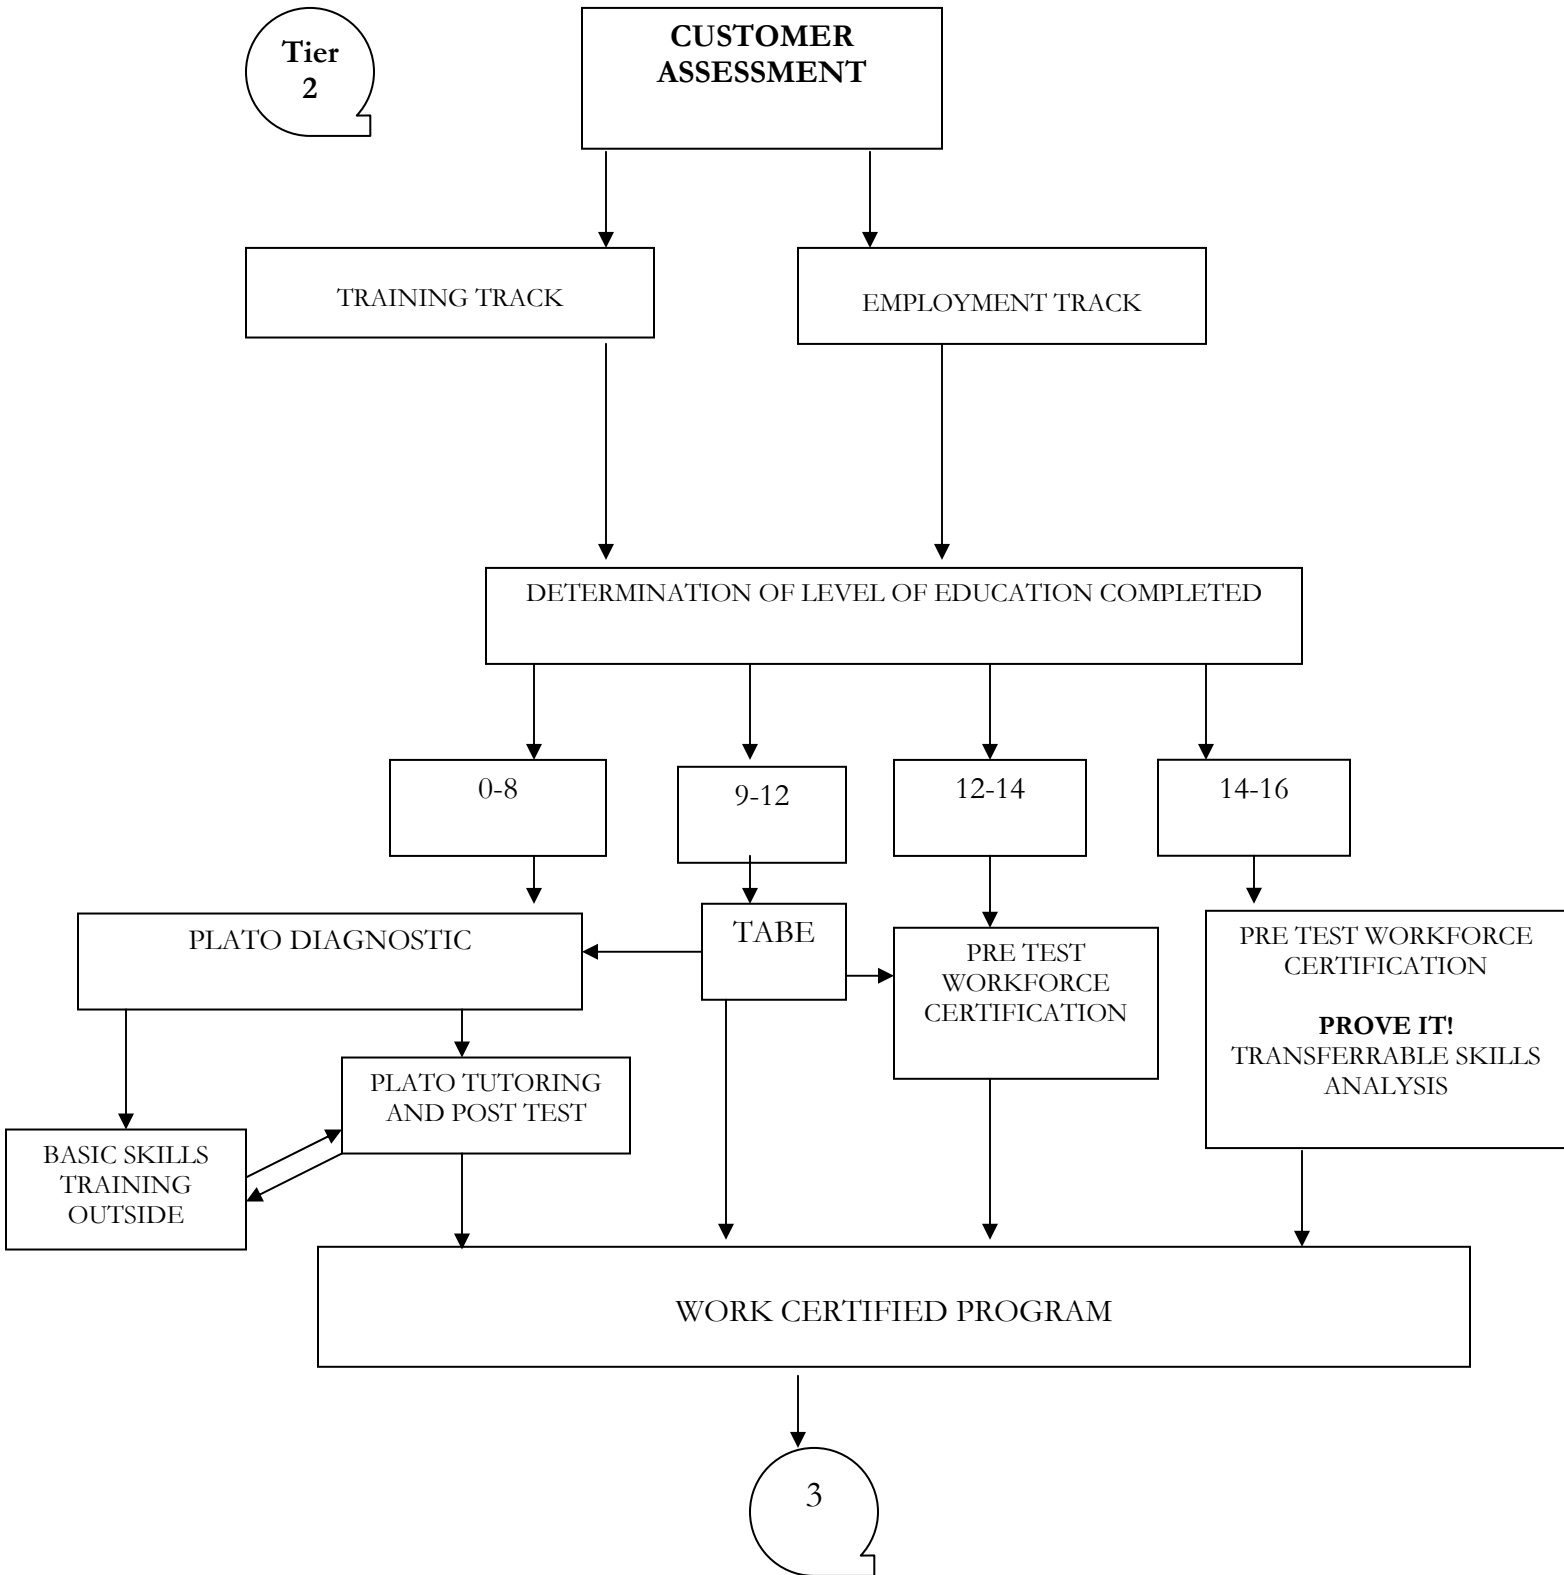 Tier
2
CUSTOMER
ASSESSMENT
TRAINING TRACK
EMPLOYMENT TRACK
DETERMINATION OF LEVEL OF EDUCATION COMPLETED
0-8
9-12
12-14
14-16
PLATO DIAGNOSTIC
TABE
PRE TEST
WORKFORCE
CERTIFICATION
PRE TEST WORKFORCE
CERTIFICATION
PROVE IT!
TRANSFERRABLE SKILLS
ANALYSIS
PLATO TUTORING
AND POST TEST
BASIC SKILLS
TRAINING
OUTSIDE
WORK CERTIFIED PROGRAM
3